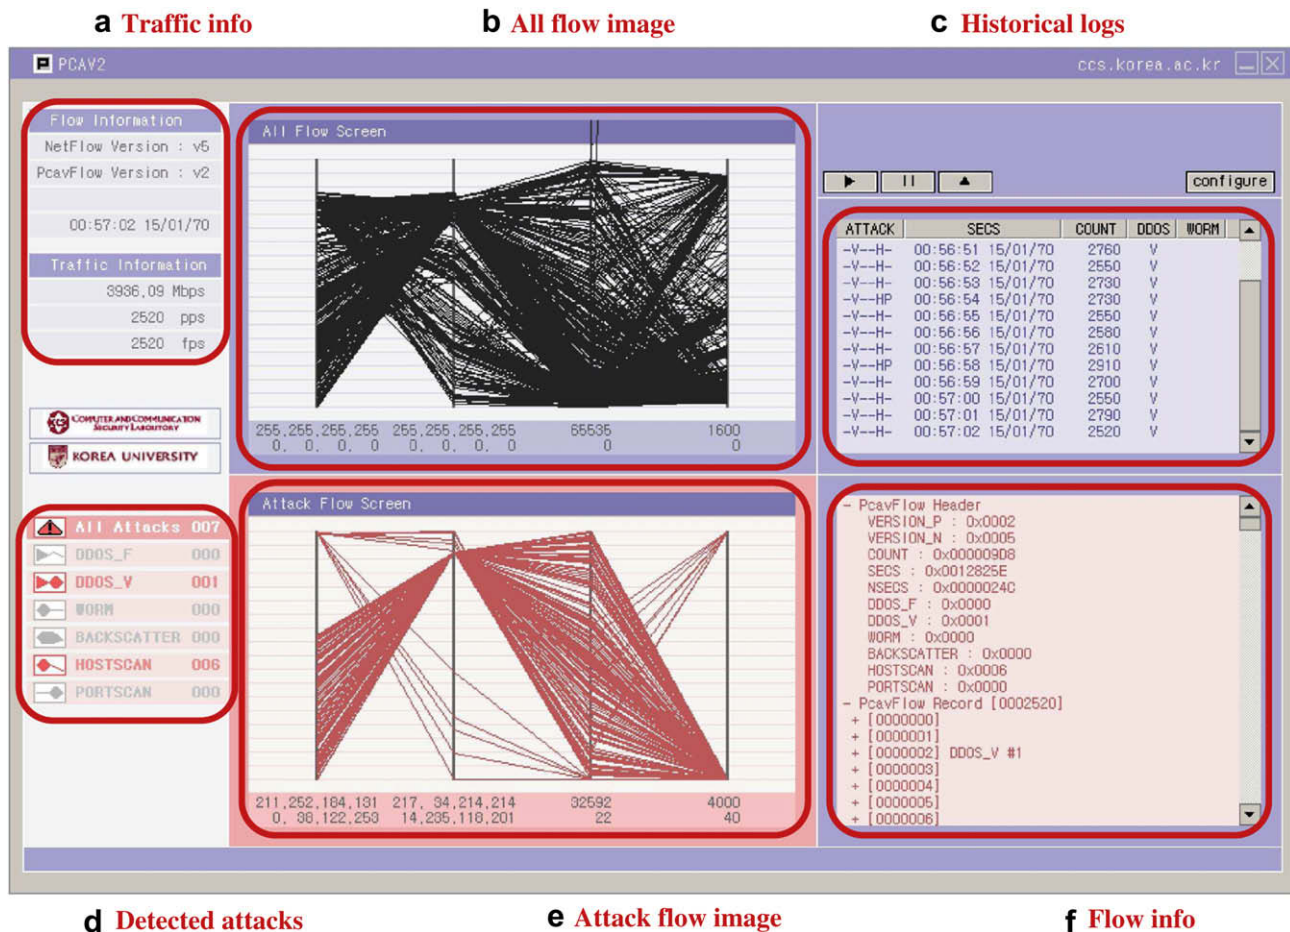 a Traffic info
b All flow image
c Historical logs
PCAV2
ccs.korea.ac.kr
Flow Information
NetFlow Version : v5
PcavFlow Version : v2
00:57:02 15/01/70
Traffic Information
3936,09 Mbps
2520 pps
2520 fps
COMPUTER AND COMMUNICATION
SECURITY LABORATORY
KOREA UNIVERSITY
All Flow Screen
255,255,255,255 255,255,255,255 65535 1600
0, 0, 0, 0 0, 0, 0, 0 0 0
configure
ATTACK SECS COUNT DDOS WORM
-V--H- 00:56:51 15/01/70 2760 V
-V--H- 00:56:52 15/01/70 2550 V
-V--H- 00:56:53 15/01/70 2730 V
-V--HP 00:56:54 15/01/70 2730 V
-V--H- 00:56:55 15/01/70 2550 V
-V--H- 00:56:56 15/01/70 2580 V
-V--H- 00:56:57 15/01/70 2610 V
-V--HP 00:56:58 15/01/70 2910 V
-V--H- 00:56:59 15/01/70 2700 V
-V--H- 00:57:00 15/01/70 2550 V
-V--H- 00:57:01 15/01/70 2790 V
-V--H- 00:57:02 15/01/70 2520 V
All Attacks 007
DDOS_F 000
DDOS_V 001
WORM 000
BACKSCATTER 000
HOSTSCAN 006
PORTSCAN 000
Attack Flow Screen
211,252,184,131 217, 34,214,214 32592 4000
0, 38,122,253 14,235,118,201 22 40
- PcavFlow Header
VERSION_P : 0x0002
VERSION_N : 0x0005
COUNT : 0x000009D8
SECS : 0x0012825E
NSECS : 0x0000024C
DDOS_F : 0x0000
DDOS_V : 0x0001
WORM : 0x0000
BACKSCATTER : 0x0000
HOSTSCAN : 0x0006
PORTSCAN : 0x0000
- PcavFlow Record [0002520]
+ [0000000]
+ [0000001]
+ [0000002] DDOS_V #1
+ [0000003]
+ [0000004]
+ [0000005]
+ [0000006]
d Detected attacks
e Attack flow image
f Flow info